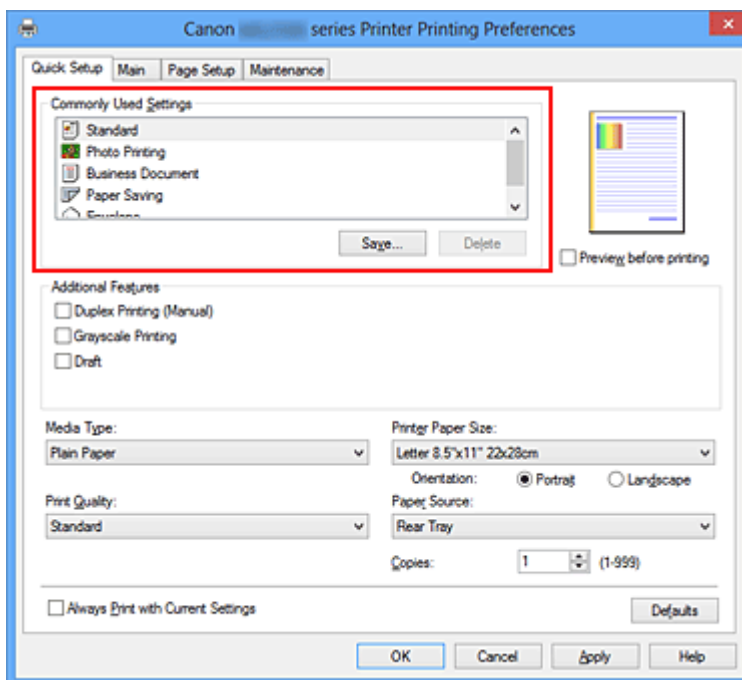 Canon series Printer Printing Preferences
Quick Setup Main Page Setup Maintenance
Commonly Used Settings
Standard
Photo Printing
Business Document
Paper Saving
Envelope
Save... Delete
Preview before printing
Additional Features
Duplex Printing (Manual)
Grayscale Printing
Draft
Media Type: Printer Paper Size:
Plain Paper Letter 8.5"x11" 22x28cm
Orientation: Portrait Landscape
Print Quality: Paper Source:
Standard Rear Tray
Copies: 1 (1-999)
Always Print with Current Settings Defaults
OK Cancel Apply Help